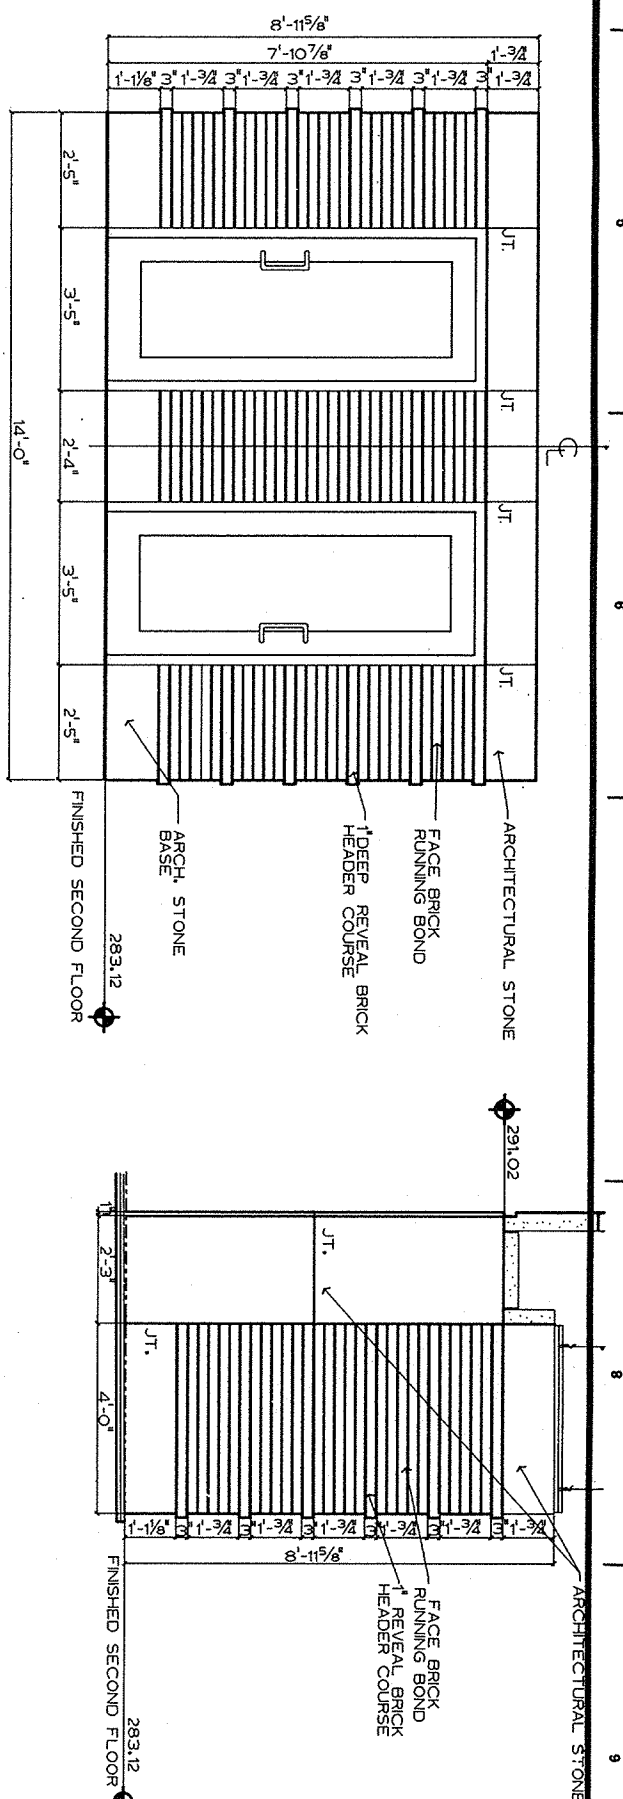 8'-11⅝"
7'-10⅞"
1'-¾"
1'-1⅛" 3" 1'-¾" 3" 1'-¾" 3" 1'-¾" 3" 1'-¾" 3" 1'-¾" 3" 1'-¾"
2'-5"
JT.
3'-5"
JT.
CL
2'-4"
14'-0"
JT.
3'-5"
JT.
2'-5"
ARCHITECTURAL STONE
FACE BRICK
RUNNING BOND
1" DEEP REVEAL BRICK
HEADER COURSE
ARCH. STONE
BASE
283.12
FINISHED SECOND FLOOR
291.02
1"
2'-3"
JT.
JT.
4'-0"
1'-1⅛" 3" 1'-¾" 3" 1'-¾" 3" 1'-¾" 3" 1'-¾" 3" 1'-¾" 3" 1'-¾"
8'-11⅝"
ARCHITECTURAL STONE
FACE BRICK
RUNNING BOND
1" REVEAL BRICK
HEADER COURSE
283.12
FINISHED SECOND FLOOR
8
9